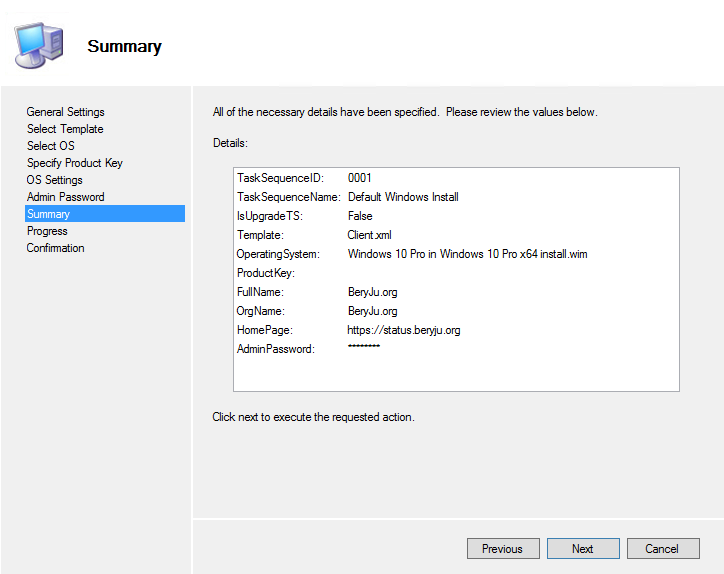 Summary
General Settings
Select Template
Select OS
Specify Product Key
OS Settings
Admin Password
Summary
Progress
Confirmation
All of the necessary details have been specified.  Please review the values below.
Details:
TaskSequenceID: 0001
TaskSequenceName: Default Windows Install
IsUpgradeTS: False
Template: Client.xml
OperatingSystem: Windows 10 Pro in Windows 10 Pro x64 install.wim
ProductKey:
FullName: BeryJu.org
OrgName: BeryJu.org
HomePage: https://status.beryju.org
AdminPassword: ********
Click next to execute the requested action.
Previous Next Cancel